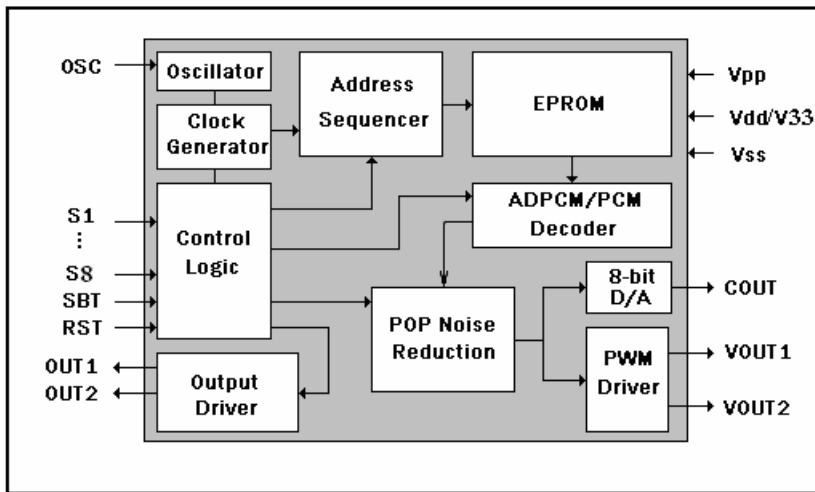 OSC
Oscillator
Clock
Generator
Address
Sequencer
EPROM
Vpp
Vdd/V33
Vss
S1
⋮
S8
SBT
RST
Control
Logic
ADPCM/PCM
Decoder
POP Noise
Reduction
8-bit
D/A
COUT
PWM
Driver
VOUT1
VOUT2
OUT1
OUT2
Output
Driver